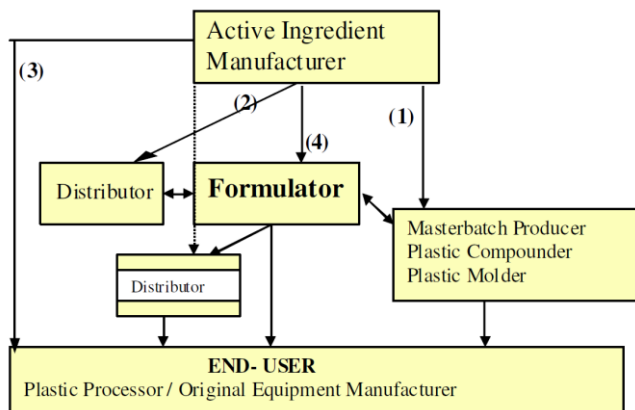 Active Ingredient
Manufacturer
(3)
(2)
(1)
(4)
Distributor
Formulator
Masterbatch Producer
Plastic Compounder
Plastic Molder
Distributor
END- USER
Plastic Processor / Original Equipment Manufacturer